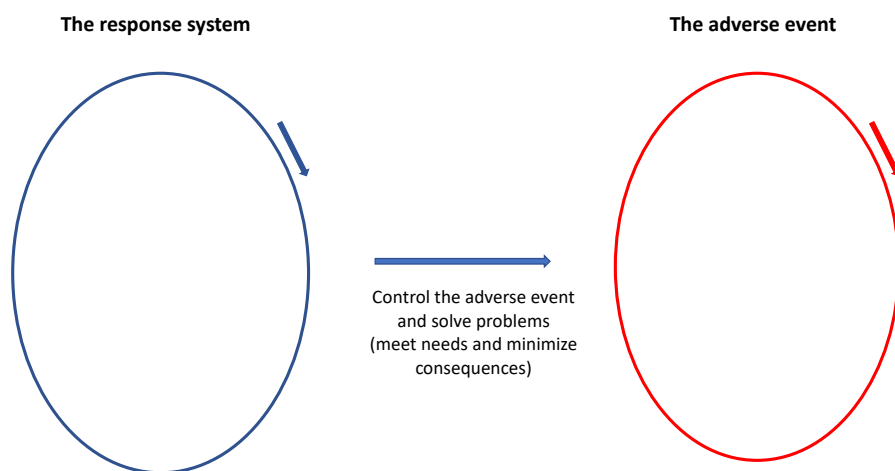 The response system
The adverse event
Control the adverse event
and solve problems
(meet needs and minimize
consequences)